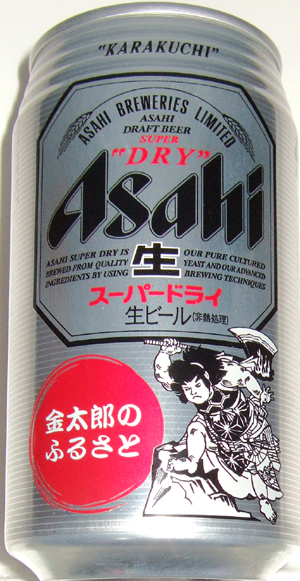 "KARAKUCHI"
ASAHI BREWERIES LIMITED
ASAHI
DRAFT BEER
SUPER
"DRY"
Asahi
ASAHI SUPER DRY IS
BREWED FROM QUALITY
INGREDIENTS BY USING
生
OUR PURE CULTURED
YEAST AND OUR ADVANCED
BREWING TECHNIQUES
スーパードライ
生ビール(非熱処理)
金太郎の
ふるさと